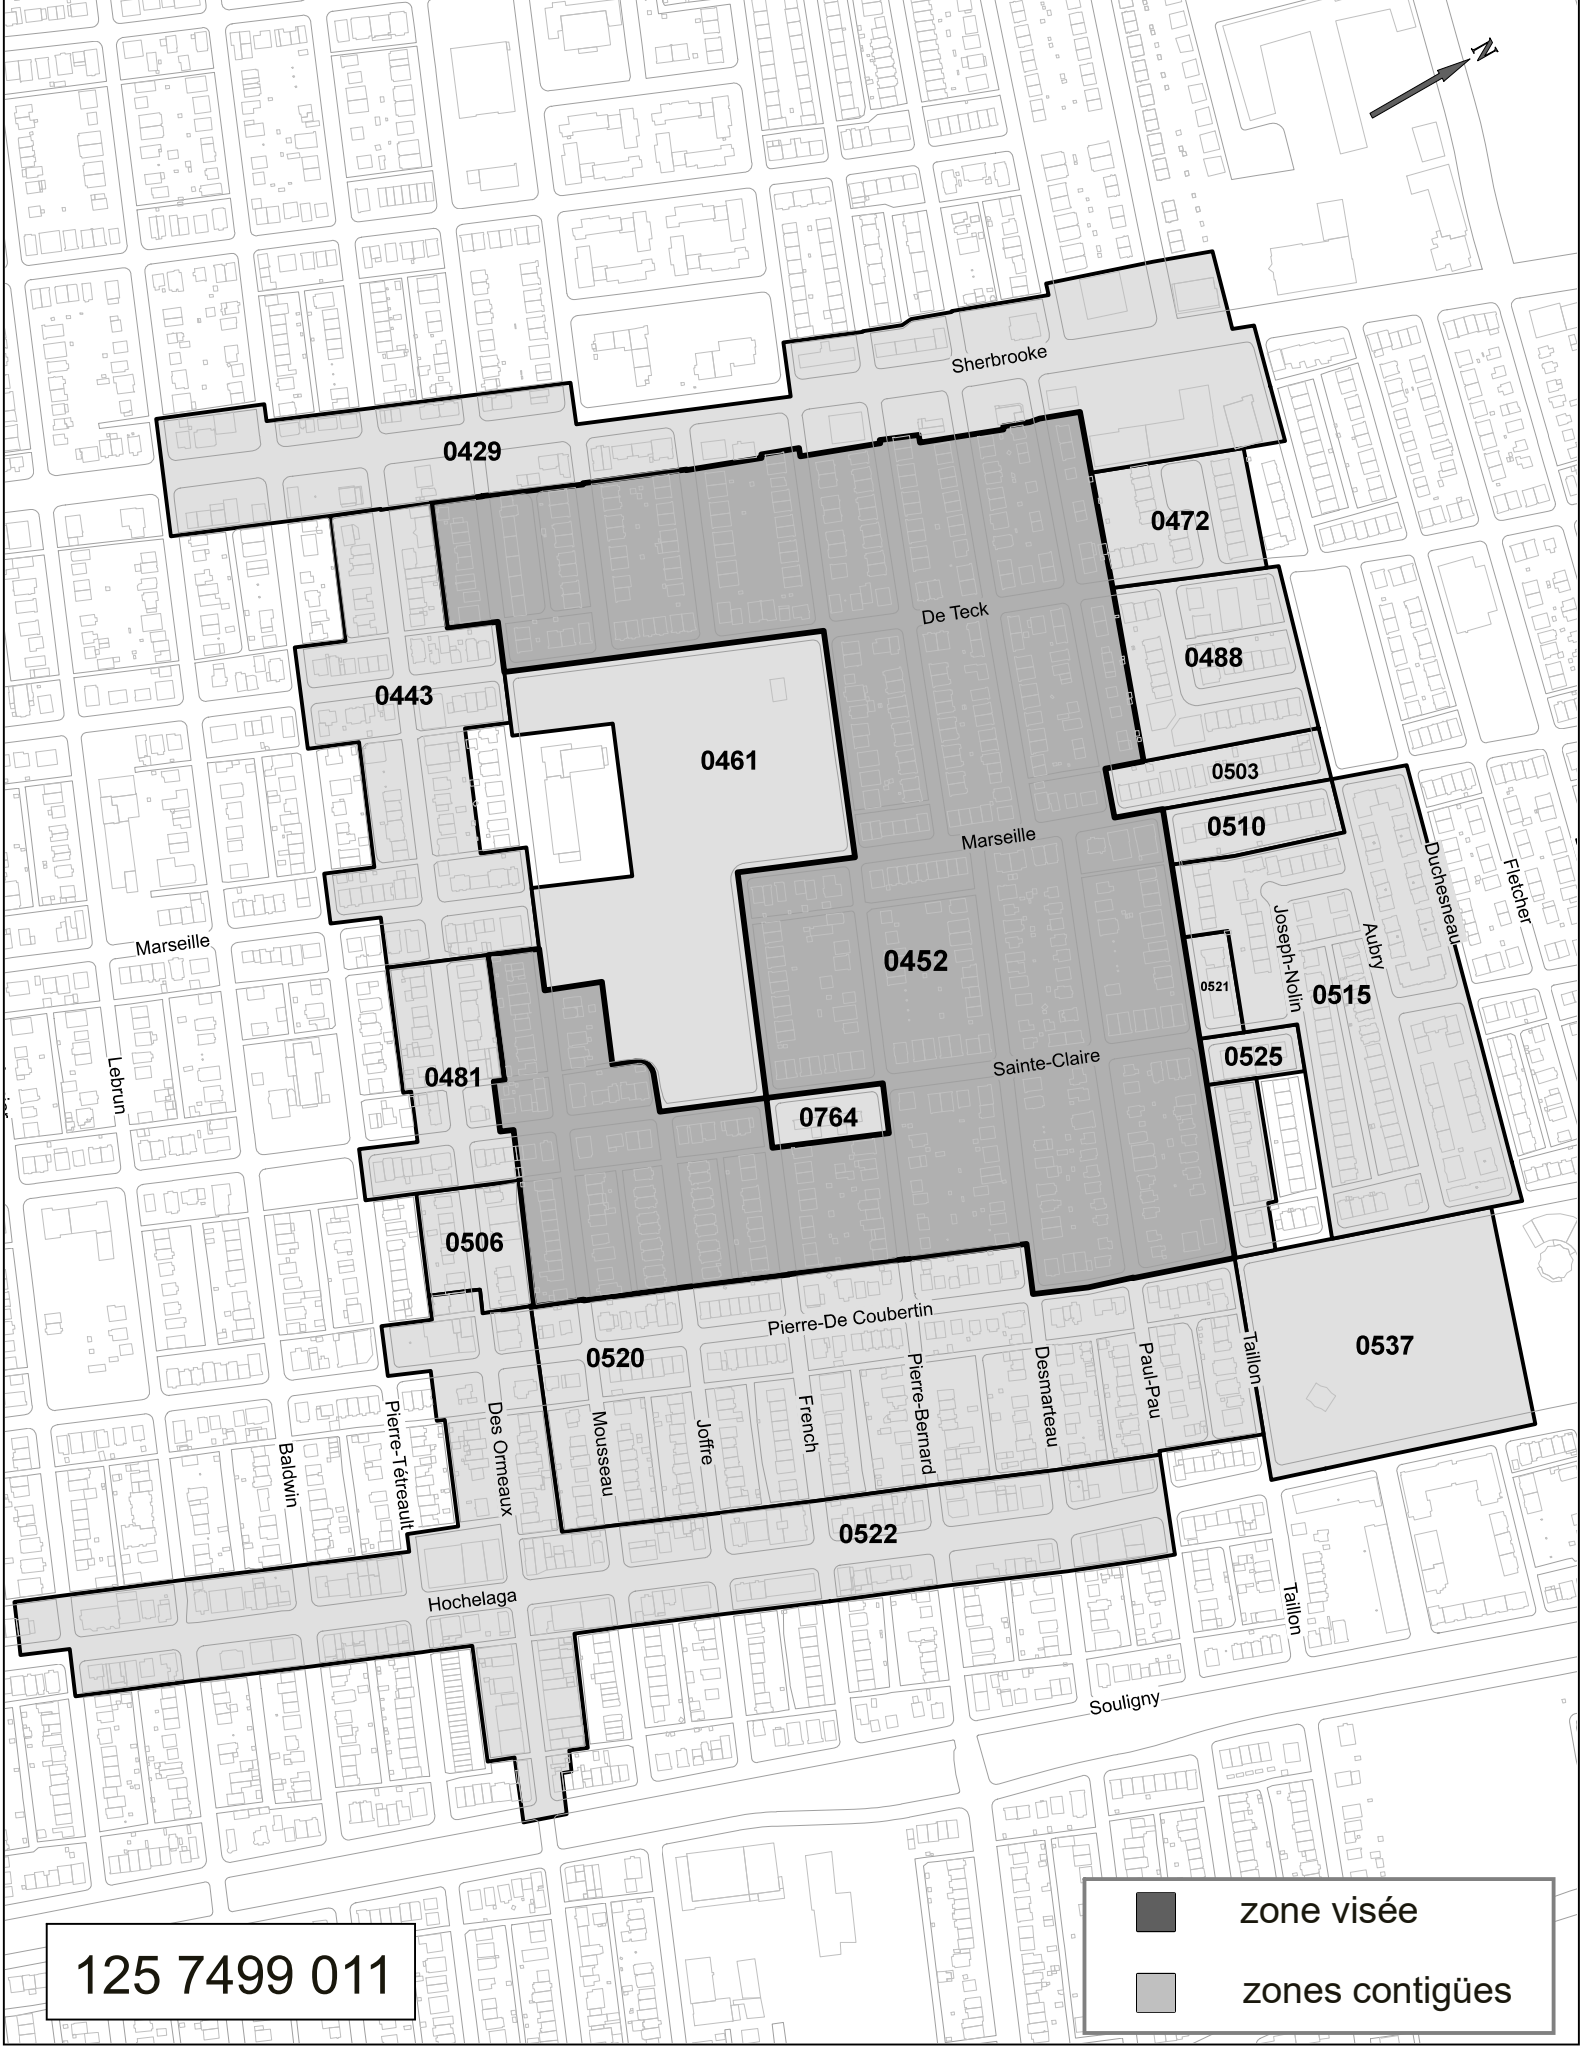 N
Sherbrooke
0429
0472
De Teck
0488
0443
0461
0503
0510
Marseille
Duchesneau
Fletcher
Marseille
0452
Joseph-Nolin
Aubry
0521
0515
Lebrun
0481
Sainte-Claire
0525
0764
0506
Pierre-De Coubertin
0520
Taillon
0537
Desmarteau
Paul-Pau
Pierre-Bernard
French
Joffre
Mousseau
Des Ormeaux
Pierre-Tétreault
Baldwin
0522
Hochelaga
Taillon
Souligny
125 7499 011
zone visée
zones contigües